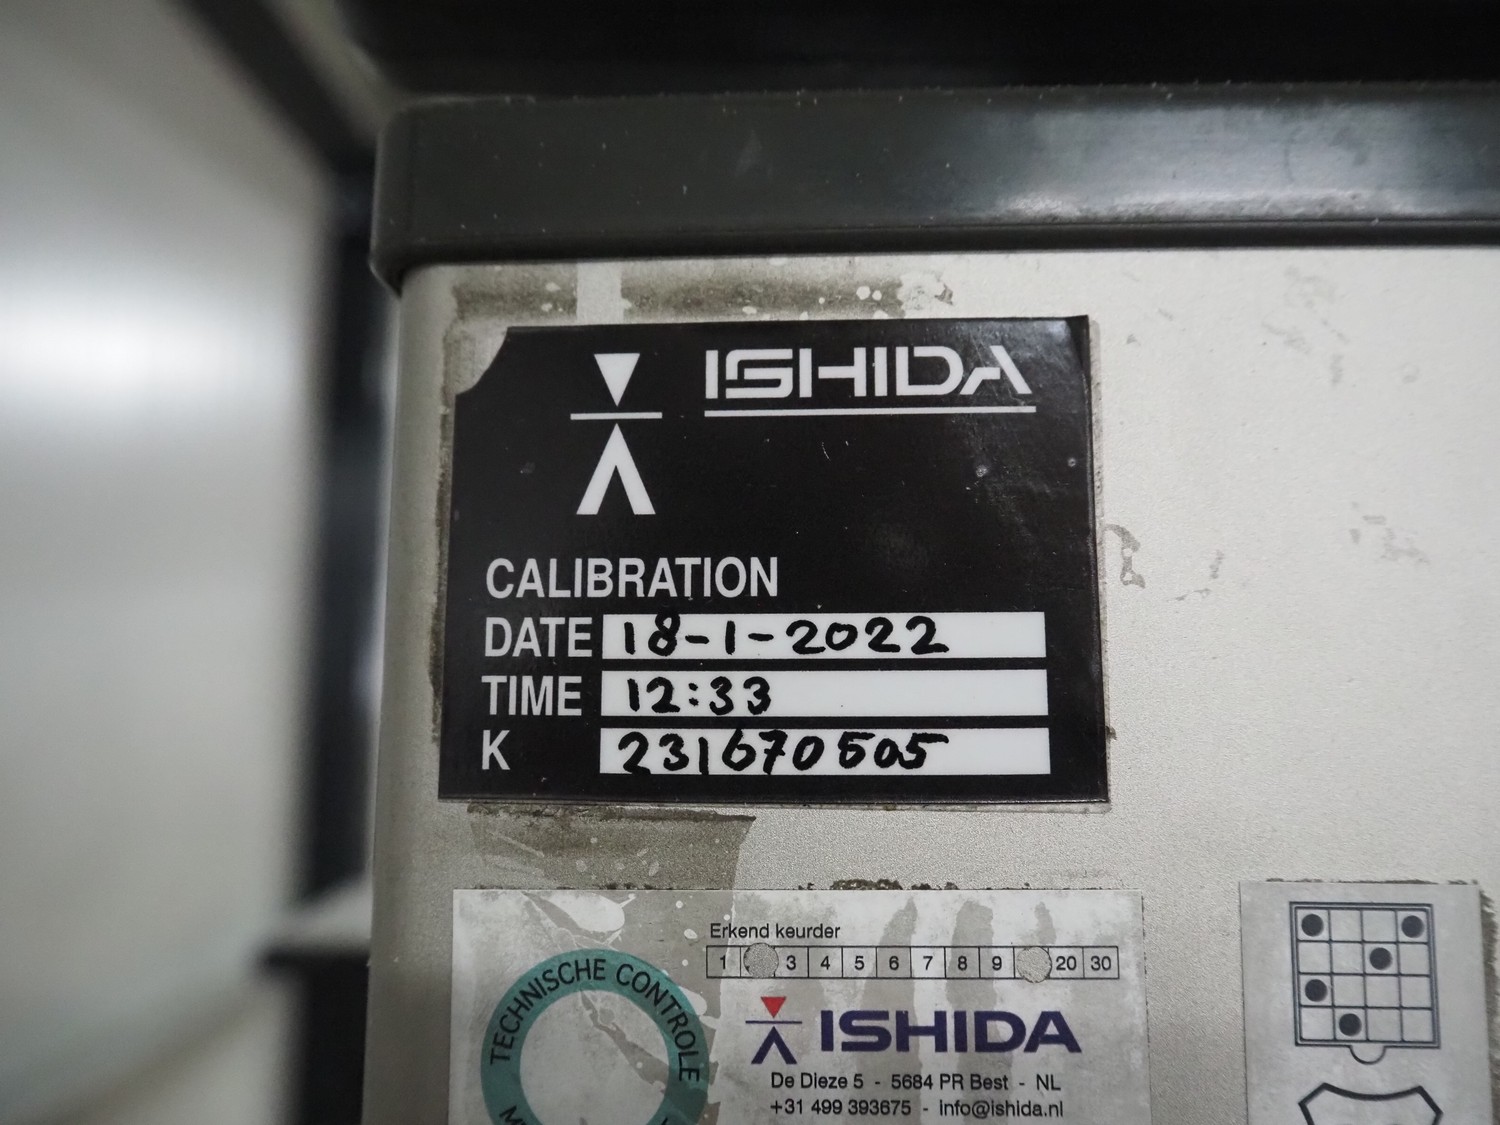 ISHIDA
CALIBRATION
DATE 18-1-2022
TIME 12:33
K 231670505
Erkend keurder
1 3 4 5 6 7 8 9 20 30
TECHNISCHE CONTROLE
ISHIDA
De Dieze 5 - 5684 PR Best - NL
+31 499 393675 - info@ishida.nl